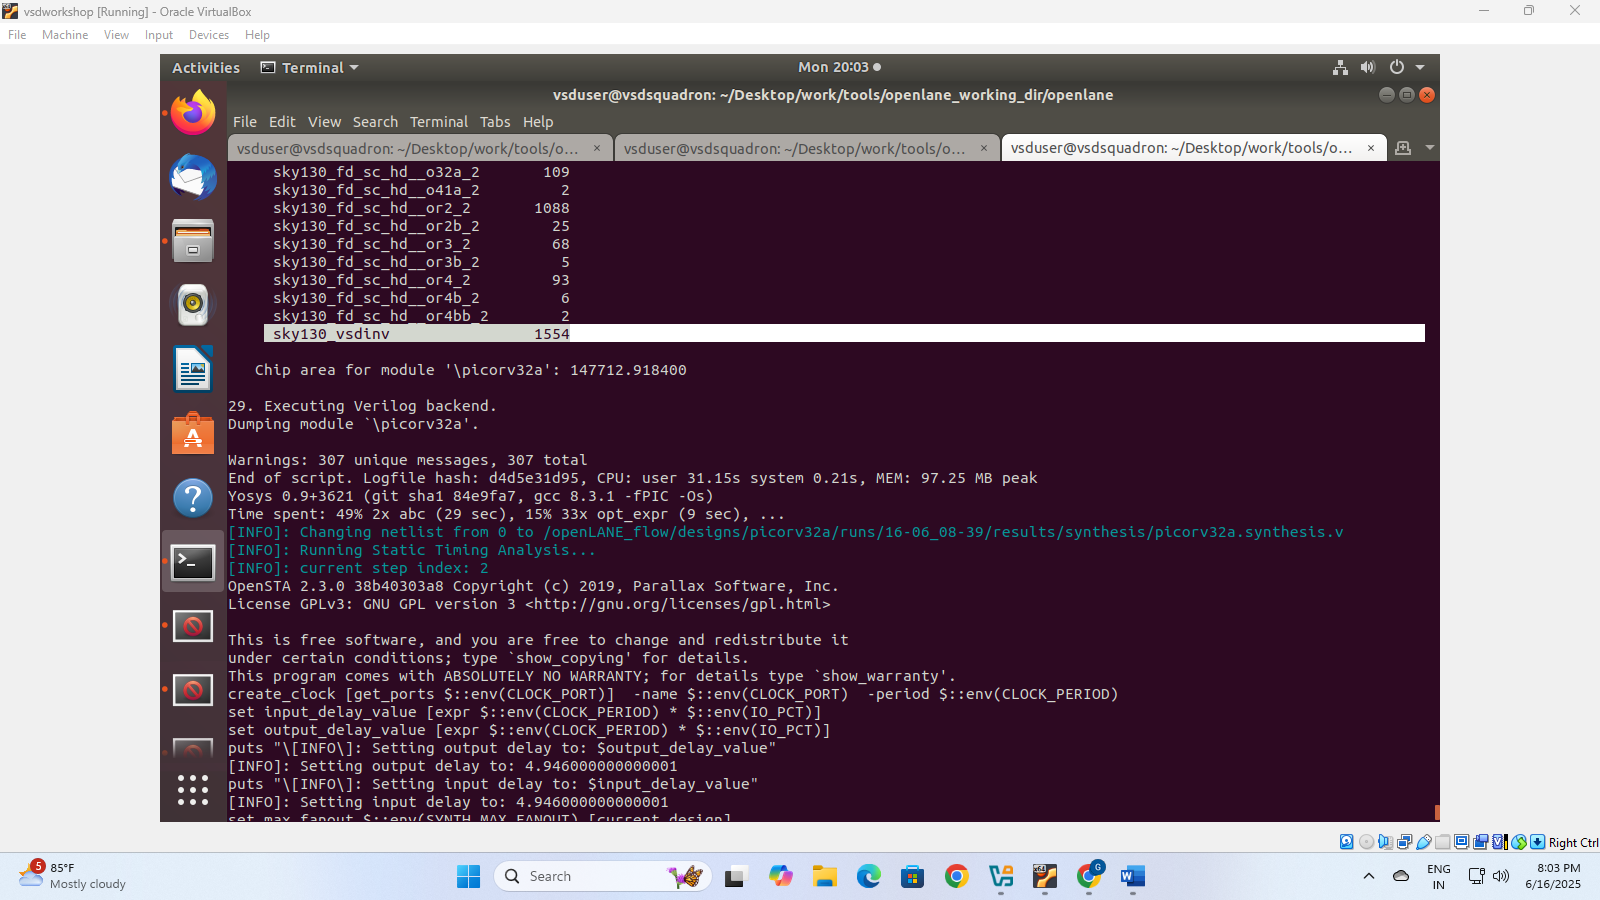 vsdworkshop [Running] - Oracle VirtualBox
File Machine View Input Devices Help
Activities Terminal Mon 20:03
vsduser@vsdsquadron: ~/Desktop/work/tools/openlane_working_dir/openlane
File Edit View Search Terminal Tabs Help
vsduser@vsdsquadron: ~/Desktop/work/tools/o... × vsduser@vsdsquadron: ~/Desktop/work/tools/o... × vsduser@vsdsquadron: ~/Desktop/work/tools/o... ×
sky130_fd_sc_hd__o32a_2 109
sky130_fd_sc_hd__o41a_2 2
sky130_fd_sc_hd__or2_2 1088
sky130_fd_sc_hd__or2b_2 25
sky130_fd_sc_hd__or3_2 68
sky130_fd_sc_hd__or3b_2 5
sky130_fd_sc_hd__or4_2 93
sky130_fd_sc_hd__or4b_2 6
sky130_fd_sc_hd__or4bb_2 2
sky130_vsdinv 1554
Chip area for module '\picorv32a': 147712.918400
29. Executing Verilog backend.
Dumping module `\picorv32a'.
Warnings: 307 unique messages, 307 total
End of script. Logfile hash: d4d5e31d95, CPU: user 31.15s system 0.21s, MEM: 97.25 MB peak
Yosys 0.9+3621 (git sha1 84e9fa7, gcc 8.3.1 -fPIC -Os)
Time spent: 49% 2x abc (29 sec), 15% 33x opt_expr (9 sec), ...
[INFO]: Changing netlist from 0 to /openLANE_flow/designs/picorv32a/runs/16-06_08-39/results/synthesis/picorv32a.synthesis.v
[INFO]: Running Static Timing Analysis...
[INFO]: current step index: 2
OpenSTA 2.3.0 38b40303a8 Copyright (c) 2019, Parallax Software, Inc.
License GPLv3: GNU GPL version 3 <http://gnu.org/licenses/gpl.html>
This is free software, and you are free to change and redistribute it
under certain conditions; type `show_copying' for details.
This program comes with ABSOLUTELY NO WARRANTY; for details type `show_warranty'.
create_clock [get_ports $::env(CLOCK_PORT)] -name $::env(CLOCK_PORT) -period $::env(CLOCK_PERIOD)
set input_delay_value [expr $::env(CLOCK_PERIOD) * $::env(IO_PCT)]
set output_delay_value [expr $::env(CLOCK_PERIOD) * $::env(IO_PCT)]
puts "\[INFO\]: Setting output delay to: $output_delay_value"
[INFO]: Setting output delay to: 4.946000000000001
puts "\[INFO\]: Setting input delay to: $input_delay_value"
[INFO]: Setting input delay to: 4.946000000000001
set max_fanout $::env(SYNTH_MAX_FANOUT) [current_design]
Right Ctrl
5
85°F
Mostly cloudy
Search
ENG
IN
8:03 PM
6/16/2025